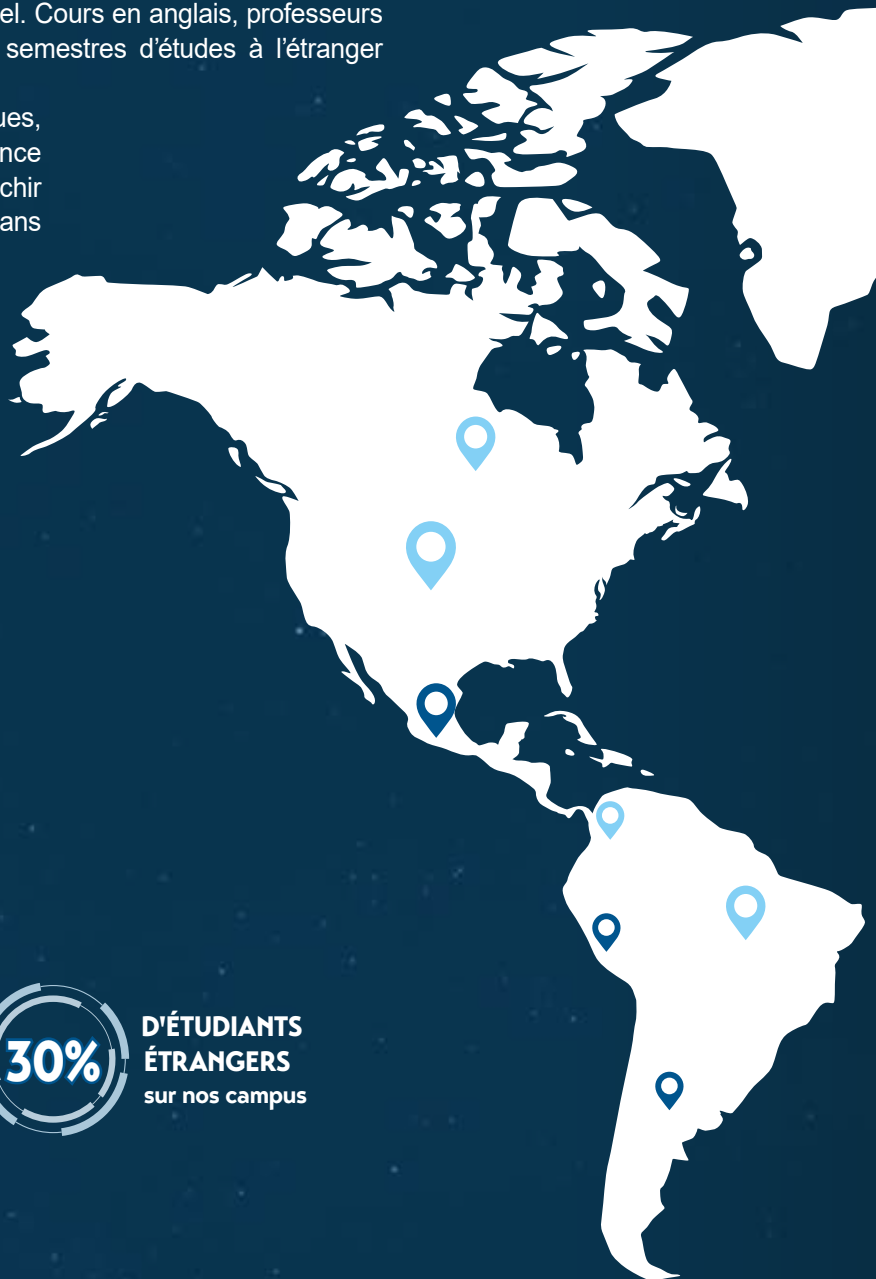 el. Cours en anglais, professeurs
semestres d’études à l’étranger
ues,
nce
chir
ans
30%
D'ÉTUDIANTS
ÉTRANGERS
sur nos campus